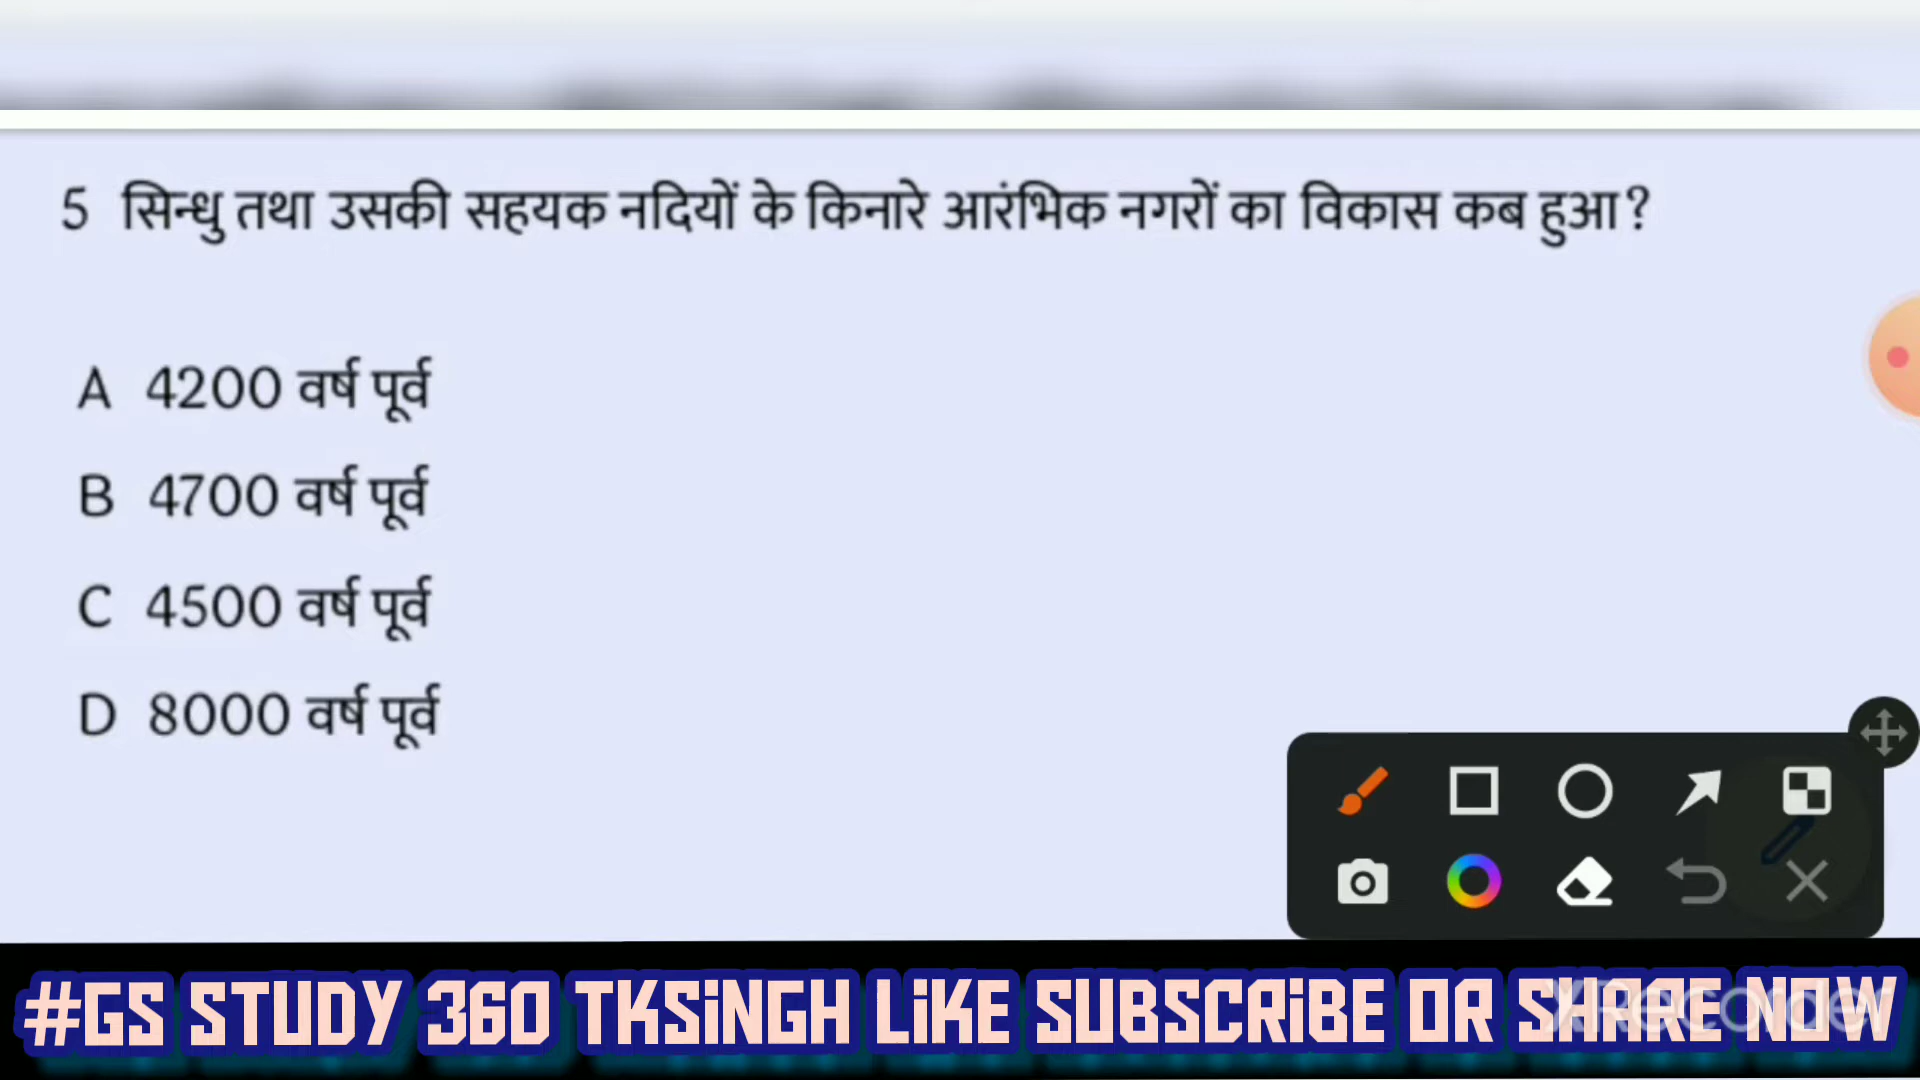 5 सिन्धु तथा उसकी सहयक नदियों के किनारे आरंभिक नगरों का विकास कब हुआ?
A 4200 वर्ष पूर्व
B 4700 वर्ष पूर्व
C 4500 वर्ष पूर्व
D 8000 वर्ष पूर्व
#GS STUDY 360 TKSiNGH LiKE SUBSCRiBE OR SHARE NOW
XRecorder